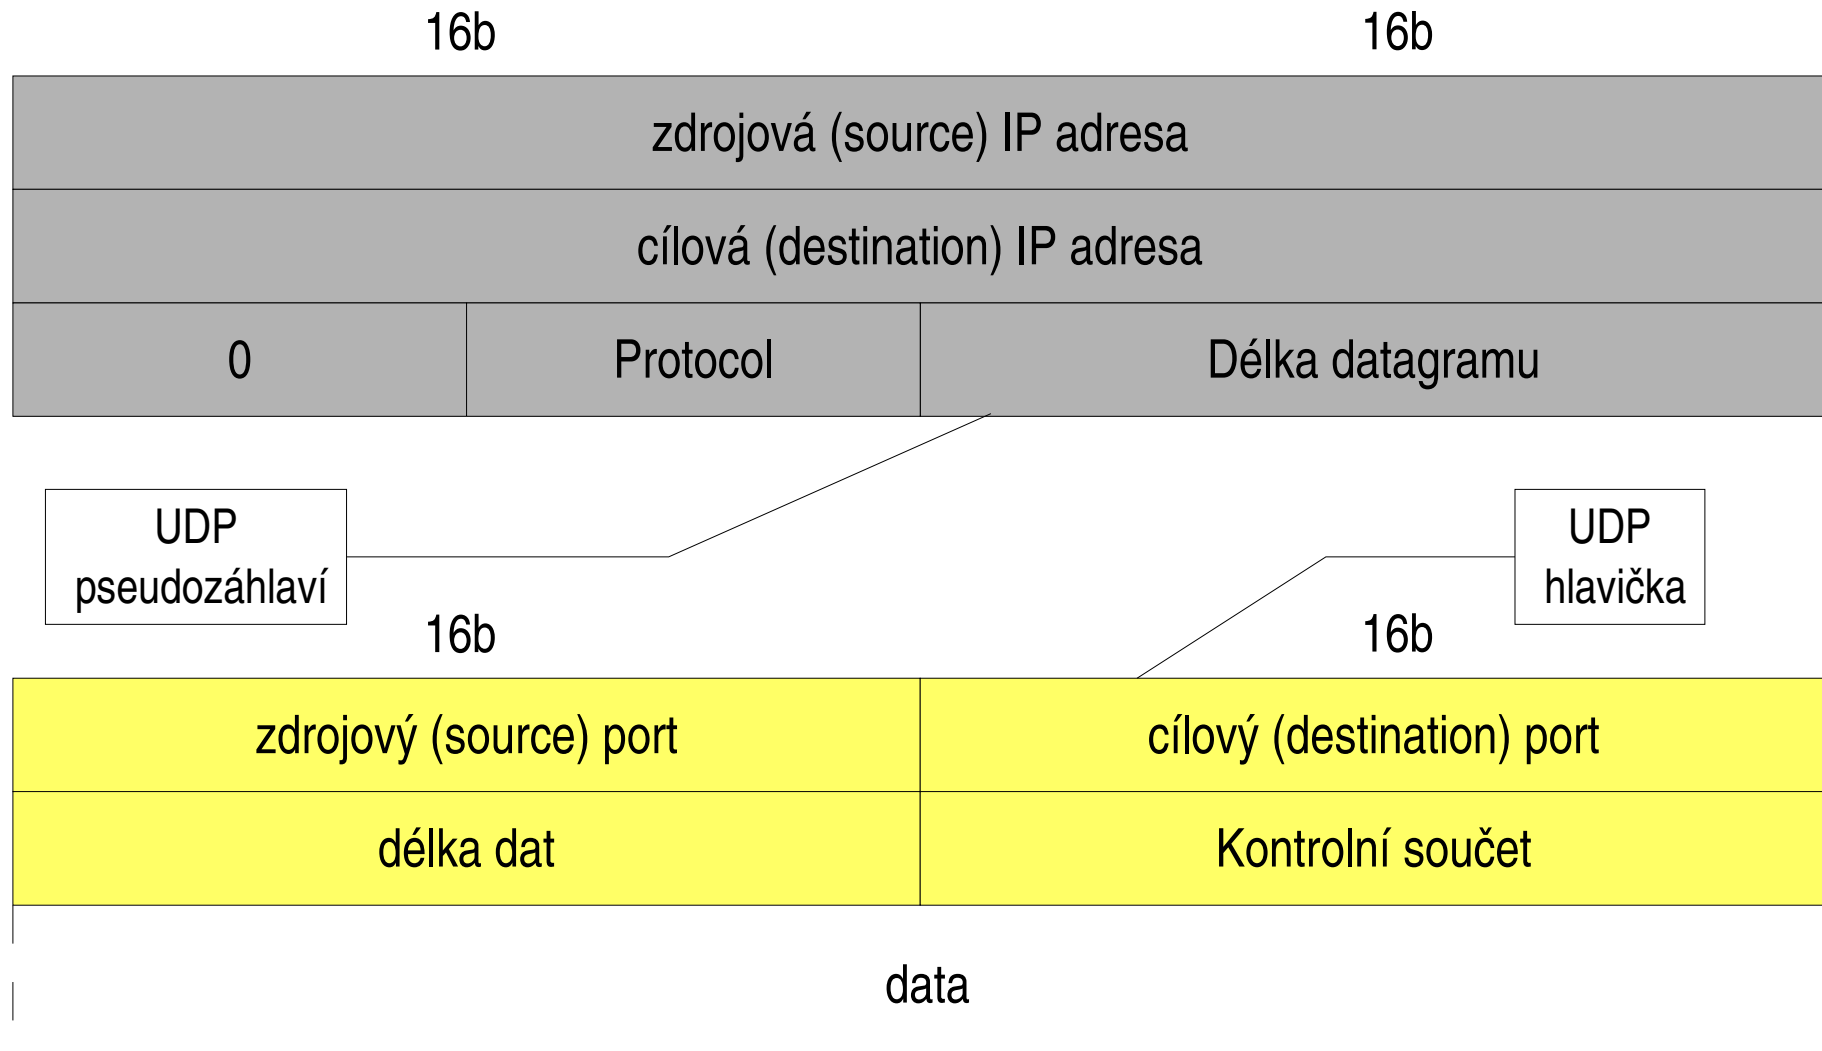 16b 16b
zdrojová (source) IP adresa
cílová (destination) IP adresa
0 Protocol Délka datagramu
UDP
pseudozáhlaví
UDP
hlavička
16b 16b
zdrojový (source) port cílový (destination) port
délka dat Kontrolní součet
data